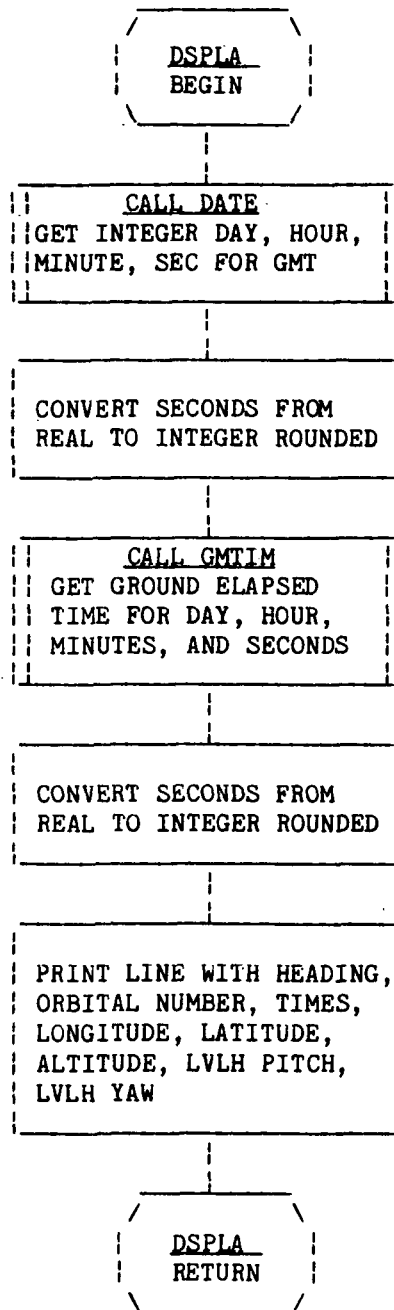 DSPLA
BEGIN
CALL DATE
GET INTEGER DAY, HOUR,
MINUTE, SEC FOR GMT
CONVERT SECONDS FROM
REAL TO INTEGER ROUNDED
CALL GMTIM
GET GROUND ELAPSED
TIME FOR DAY, HOUR,
MINUTES, AND SECONDS
CONVERT SECONDS FROM
REAL TO INTEGER ROUNDED
PRINT LINE WITH HEADING,
ORBITAL NUMBER, TIMES,
LONGITUDE, LATITUDE,
ALTITUDE, LVLH PITCH,
LVLH YAW
DSPLA
RETURN